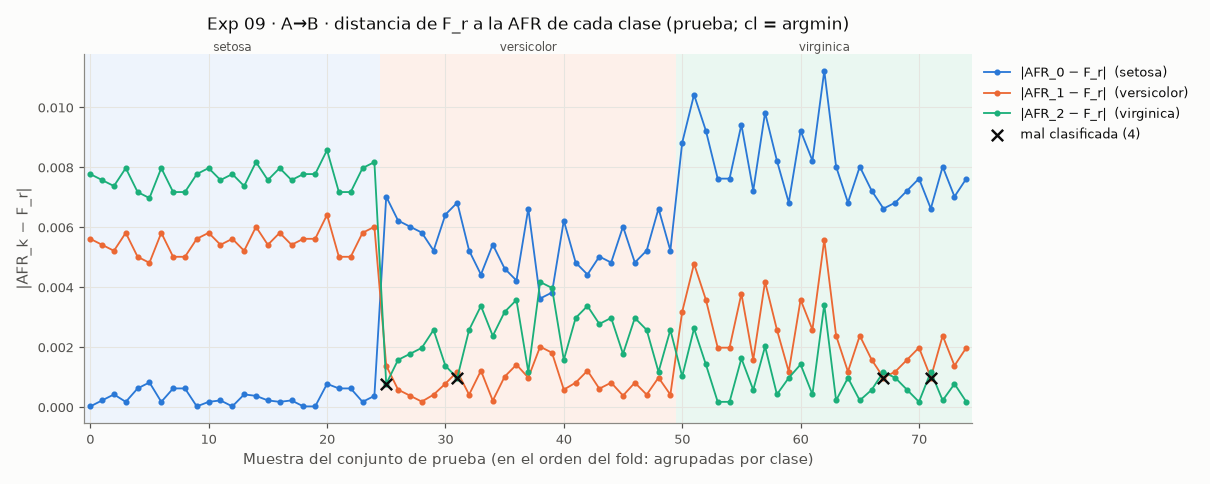 Exp 09 · A→B · distancia de F_r a la AFR de cada clase (prueba; cl = argmin)
setosa
versicolor
virginica
|AFR_0 − F_r| (setosa)
|AFR_1 − F_r| (versicolor)
|AFR_2 − F_r| (virginica)
mal clasificada (4)
|AFR_k − F_r|
0.010
0.008
0.006
0.004
0.002
0.000
0 10 20 30 40 50 60 70
Muestra del conjunto de prueba (en el orden del fold: agrupadas por clase)